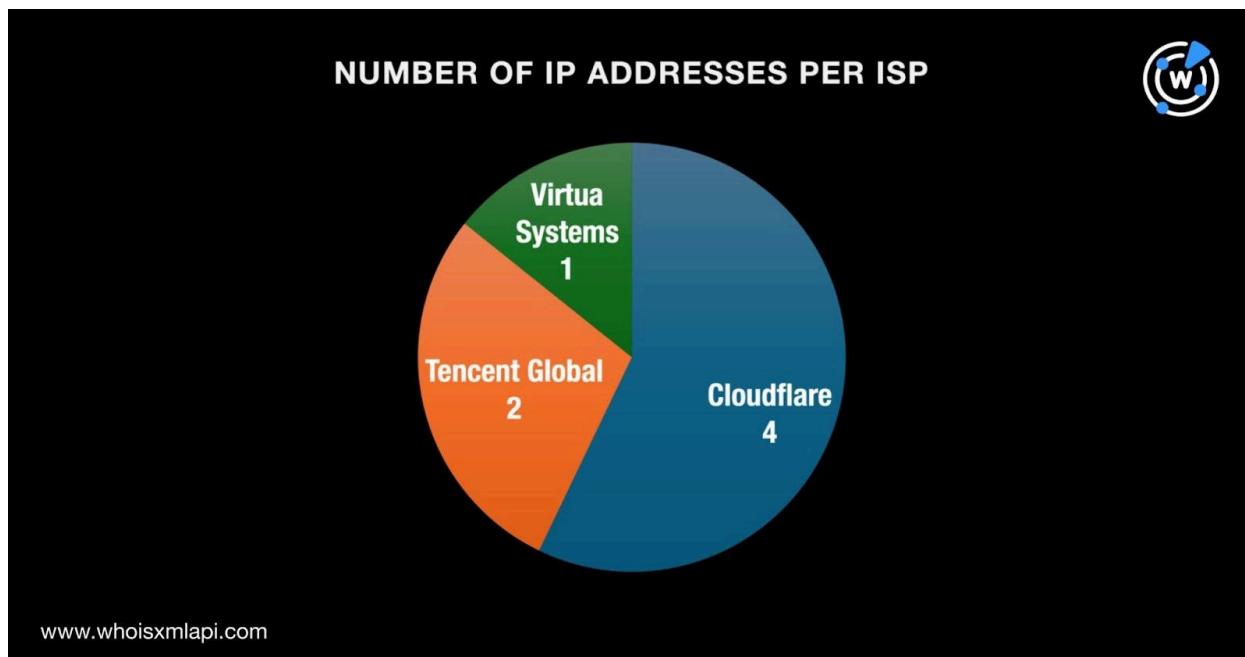 NUMBER OF IP ADDRESSES PER ISP
W
Virtua
Systems
1
Tencent Global
2
Cloudflare
4
www.whoisxmlapi.com